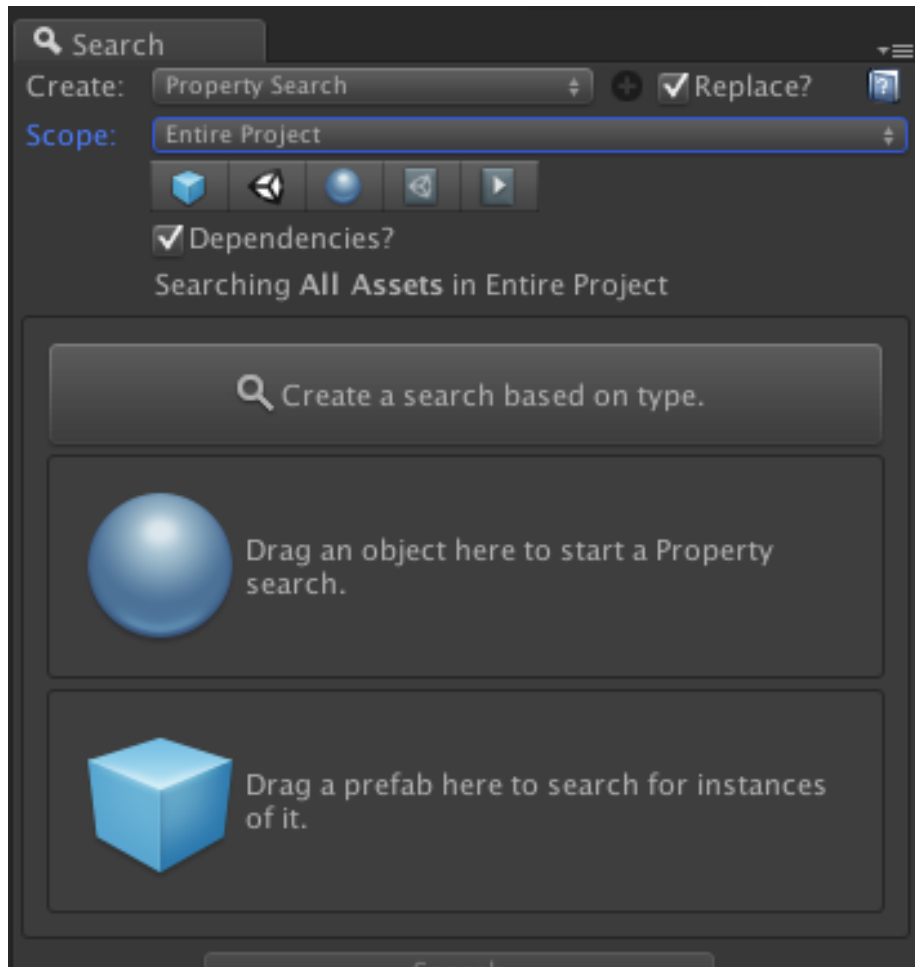 Search
Create: Property Search Replace?
Scope: Entire Project
Dependencies?
Searching All Assets in Entire Project
Create a search based on type.
Drag an object here to start a Property
search.
Drag a prefab here to search for instances
of it.